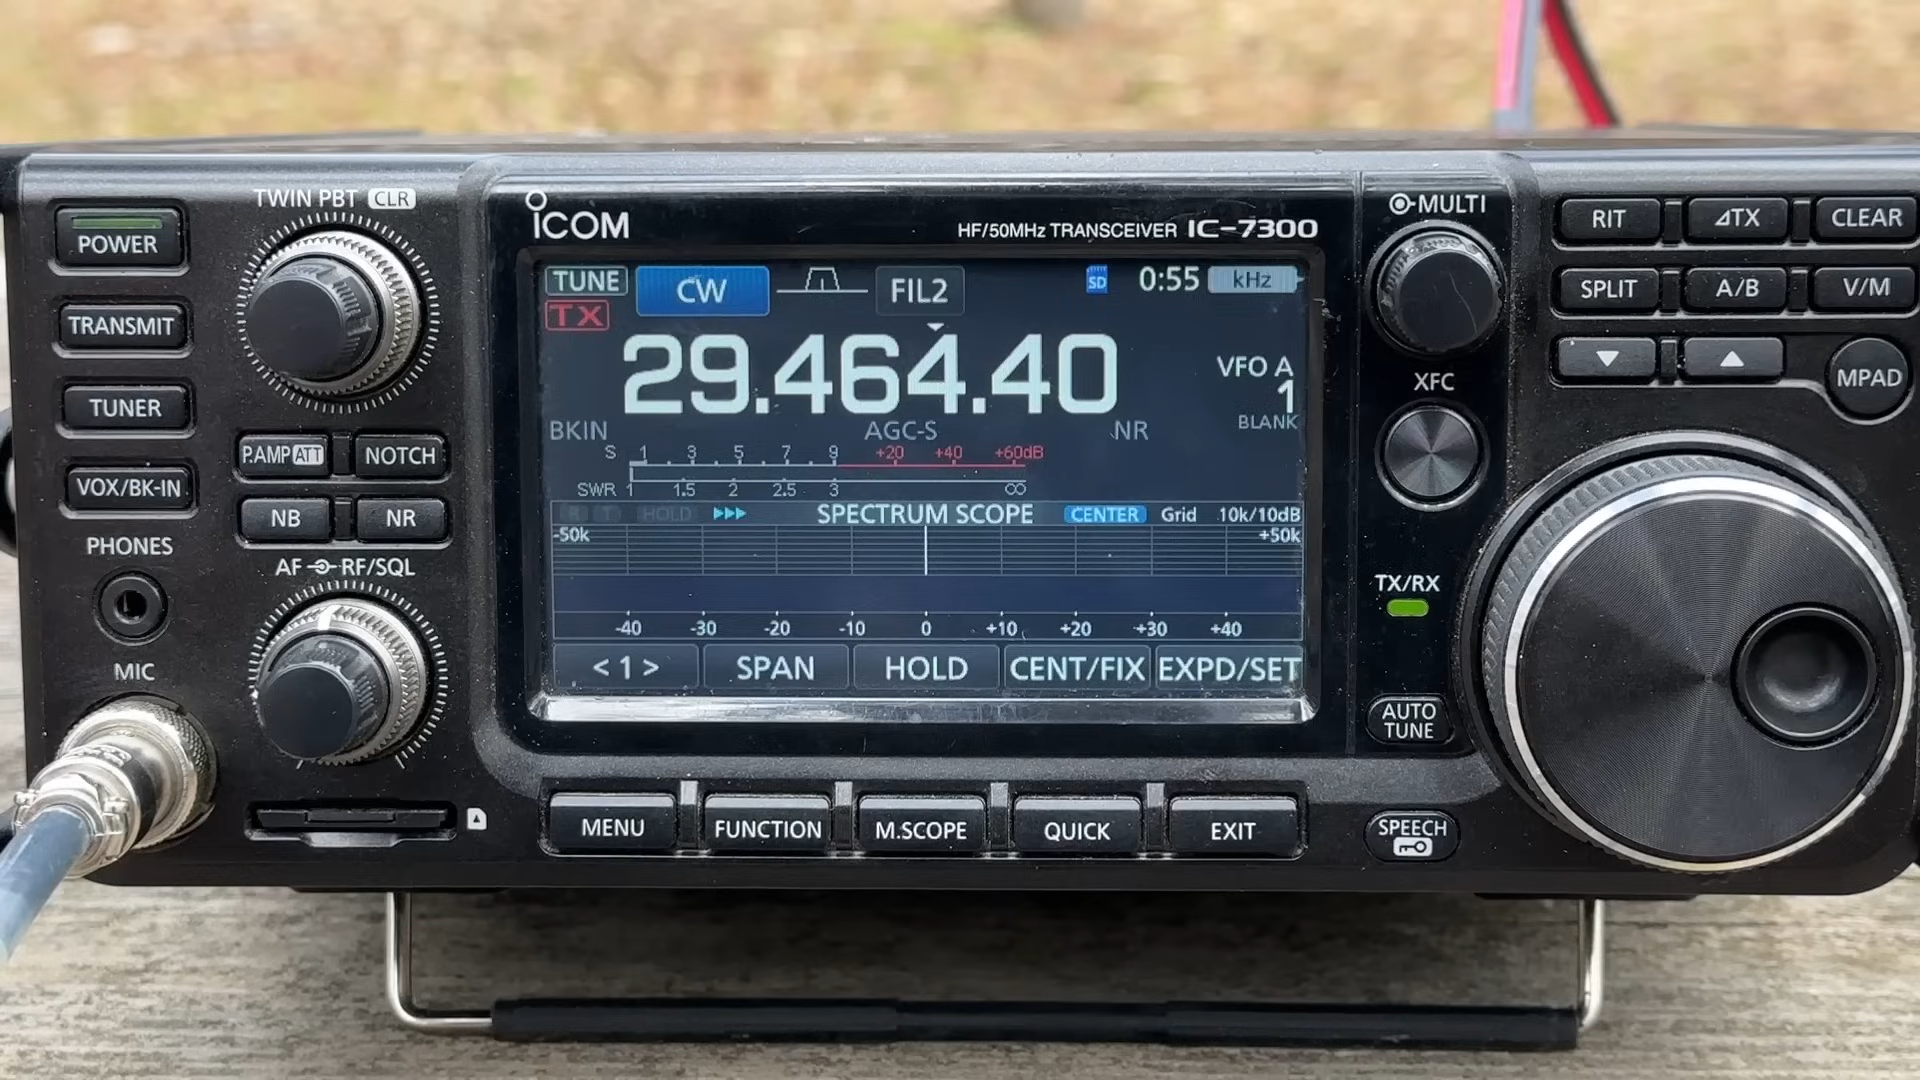 TWIN PBT CLR
POWER
TRANSMIT
TUNER
VOX/BK-IN
P.AMP ATT
NOTCH
NB
NR
PHONES
AF RF/SQL
MIC
ICOM
HF/50MHz TRANSCEIVER IC-7300
TUNE
CW
FIL2
SD
0:55
kHz
TX
29.464.40
VFO A
1
BLANK
BKIN
AGC-S
NR
S 1 3 5 7 9 +20 +40 +60dB
SWR 1 1.5 2 2.5 3 ∞
HOLD
SPECTRUM SCOPE
CENTER
Grid
10k/10dB
-50k
+50k
-40 -30 -20 -10 0 +10 +20 +30 +40
< 1 >
SPAN
HOLD
CENT/FIX
EXPD/SET
MENU
FUNCTION
M.SCOPE
QUICK
EXIT
MULTI
XFC
TX/RX
AUTO
TUNE
SPEECH
RIT
⊿TX
CLEAR
SPLIT
A/B
V/M
MPAD